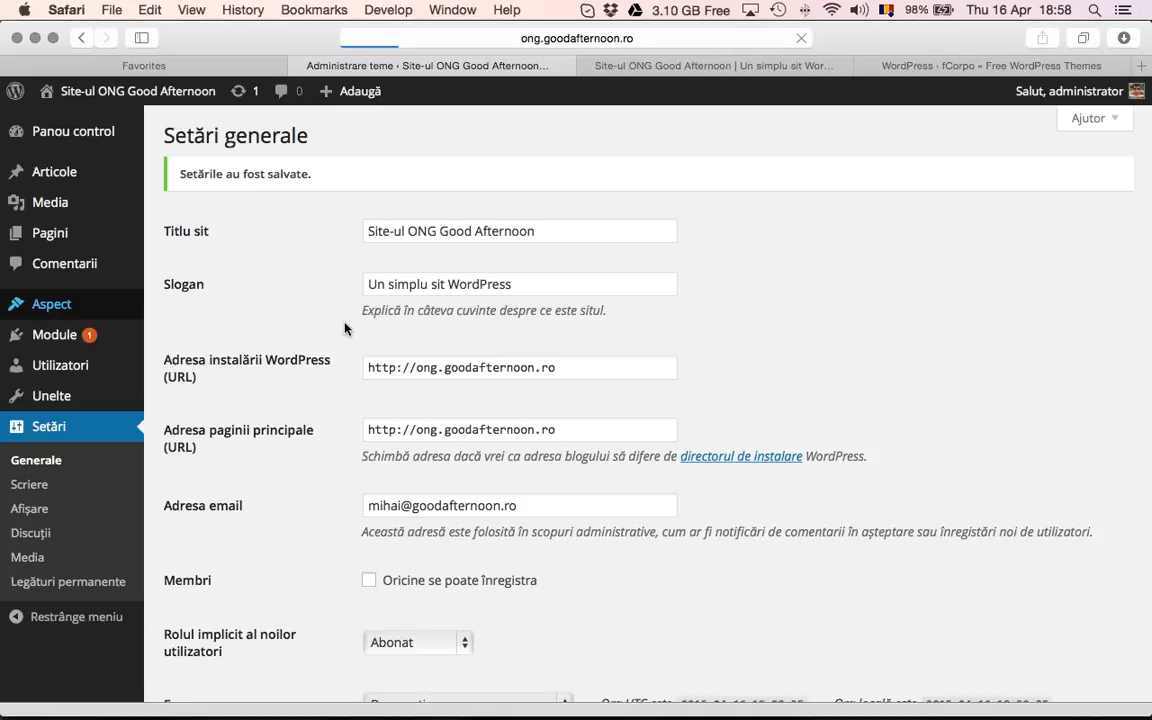 Safari File Edit View History Bookmarks Develop Window Help 3.10 GB Free 98% Thu 16 Apr 18:58
ong.goodafternoon.ro
Favorites Administrare teme ‹ Site-ul ONG Good Afternoon... Site-ul ONG Good Afternoon | Un simplu sit Wor... WordPress › fCorpo « Free WordPress Themes
Site-ul ONG Good Afternoon 1 0 Adaugă Salut, administrator
Ajutor
Panou control
Articole
Media
Pagini
Comentarii
Aspect
Module 1
Utilizatori
Unelte
Setări
Generale
Scriere
Afișare
Discuții
Media
Legături permanente
Restrânge meniu
Setări generale
Setările au fost salvate.
Titlu sit Site-ul ONG Good Afternoon
Slogan Un simplu sit WordPress
Explică în câteva cuvinte despre ce este situl.
Adresa instalării WordPress
(URL)
http://ong.goodafternoon.ro
Adresa paginii principale
(URL)
http://ong.goodafternoon.ro
Schimbă adresa dacă vrei ca adresa blogului să difere de directorul de instalare WordPress.
Adresa email mihai@goodafternoon.ro
Această adresă este folosită în scopuri administrative, cum ar fi notificări de comentarii în așteptare sau înregistrări noi de utilizatori.
Membri Oricine se poate înregistra
Rolul implicit al noilor
utilizatori
Abonat